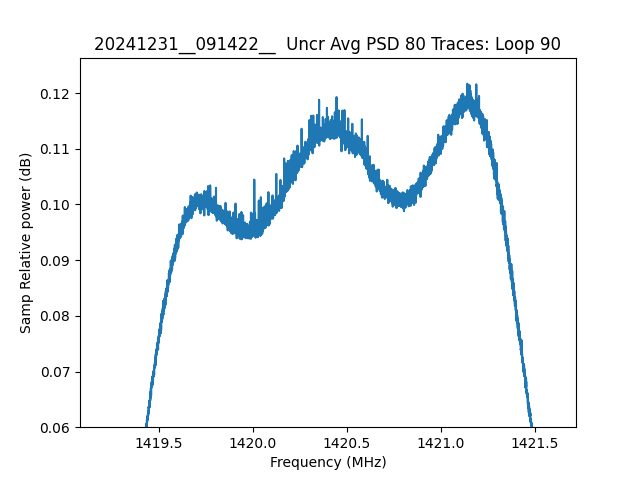 20241231__091422__  Uncr Avg PSD 80 Traces: Loop 90
0.12
0.11
0.10
0.09
0.08
0.07
0.06
Samp Relative power (dB)
1419.5 1420.0 1420.5 1421.0 1421.5
Frequency (MHz)